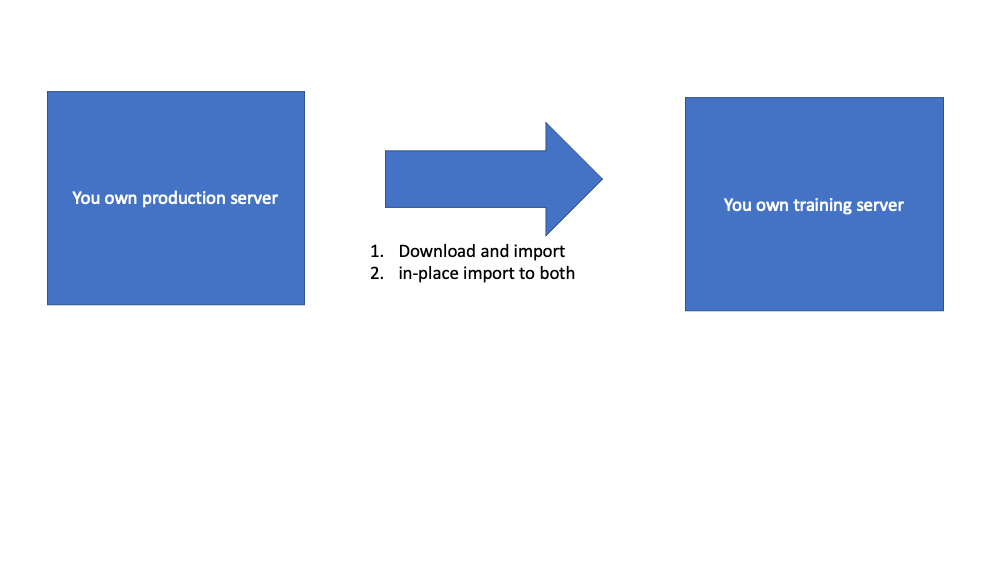 You own production server
You own training server
1. Download and import
2. in-place import to both